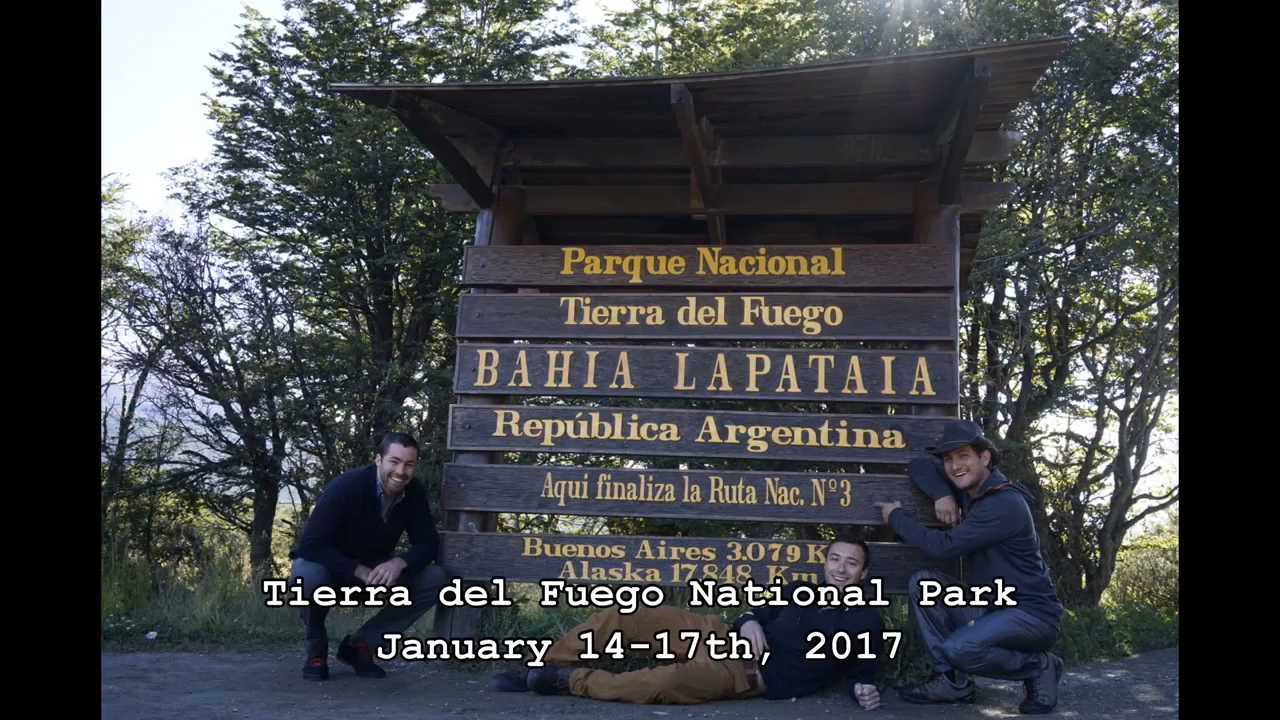 Parque Nacional
Tierra del Fuego
BAHIA LAPATAIA
República Argentina
Aqui finaliza la Ruta Nac. Nº3
Buenos Aires 3.079 K
Alaska 17.848 Km
Tierra del Fuego National Park
January 14-17th, 2017